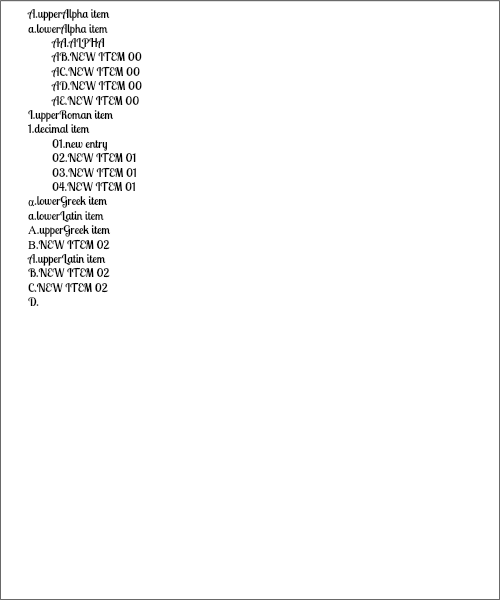 A.upperAlpha item
a.lowerAlpha item
AA.ALPHA
AB.NEW ITEM 00
AC.NEW ITEM 00
AD.NEW ITEM 00
AE.NEW ITEM 00
I.upperRoman item
1.decimal item
01.new entry
02.NEW ITEM 01
03.NEW ITEM 01
04.NEW ITEM 01
α.lowerGreek item
a.lowerLatin item
Α.upperGreek item
Β.NEW ITEM 02
A.upperLatin item
B.NEW ITEM 02
C.NEW ITEM 02
D.